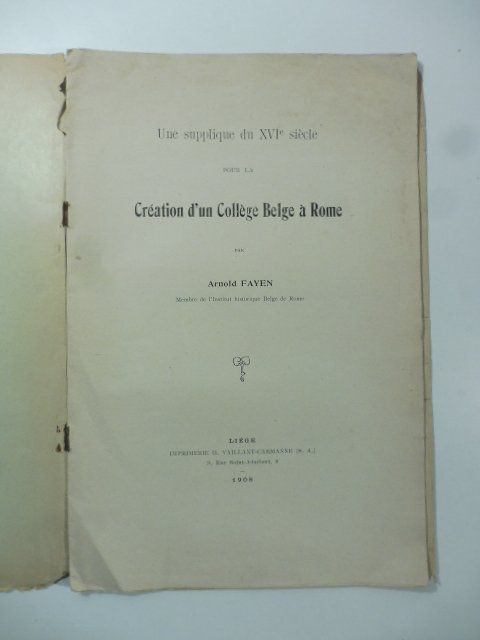 Une supplique du XVIe siècle
POUR LA
Création d'un Collège Belge à Rome
PAR
Arnold FAYEN
Membre de l'Institut historique Belge de Rome
LIÉGE
IMPRIMERIE H. VAILLANT-CARMANNE (S. A.)
8, Rue Saint-Adalbert, 8
1908